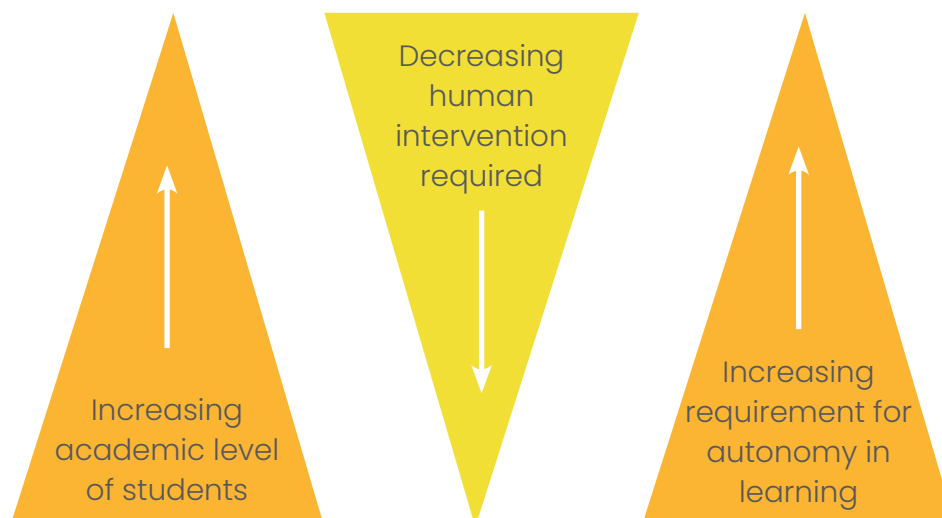 Increasing
academic level
of students
Decreasing
human
intervention
required
Increasing
requirement for
autonomy in
learning